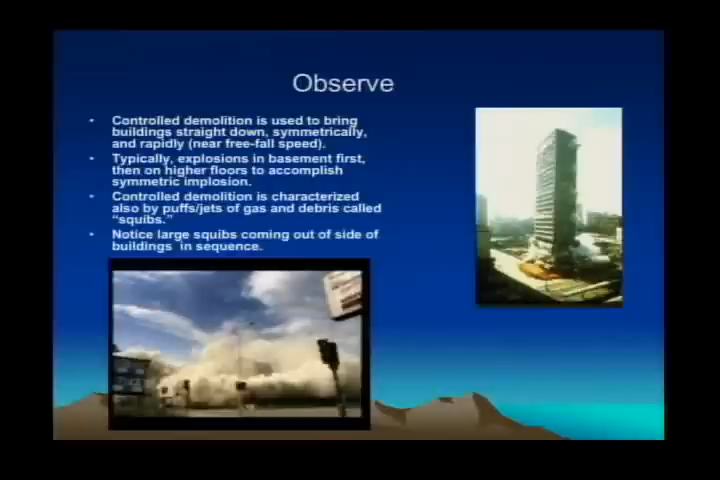 Observe
• Controlled demolition is used to bring
buildings straight down, symmetrically,
and rapidly (near free-fall speed).
• Typically, explosions in basement first,
then on higher floors to accomplish
symmetric implosion.
• Controlled demolition is characterized
also by puffs/jets of gas and debris called
“squibs.”
• Notice large squibs coming out of side of
buildings in sequence.